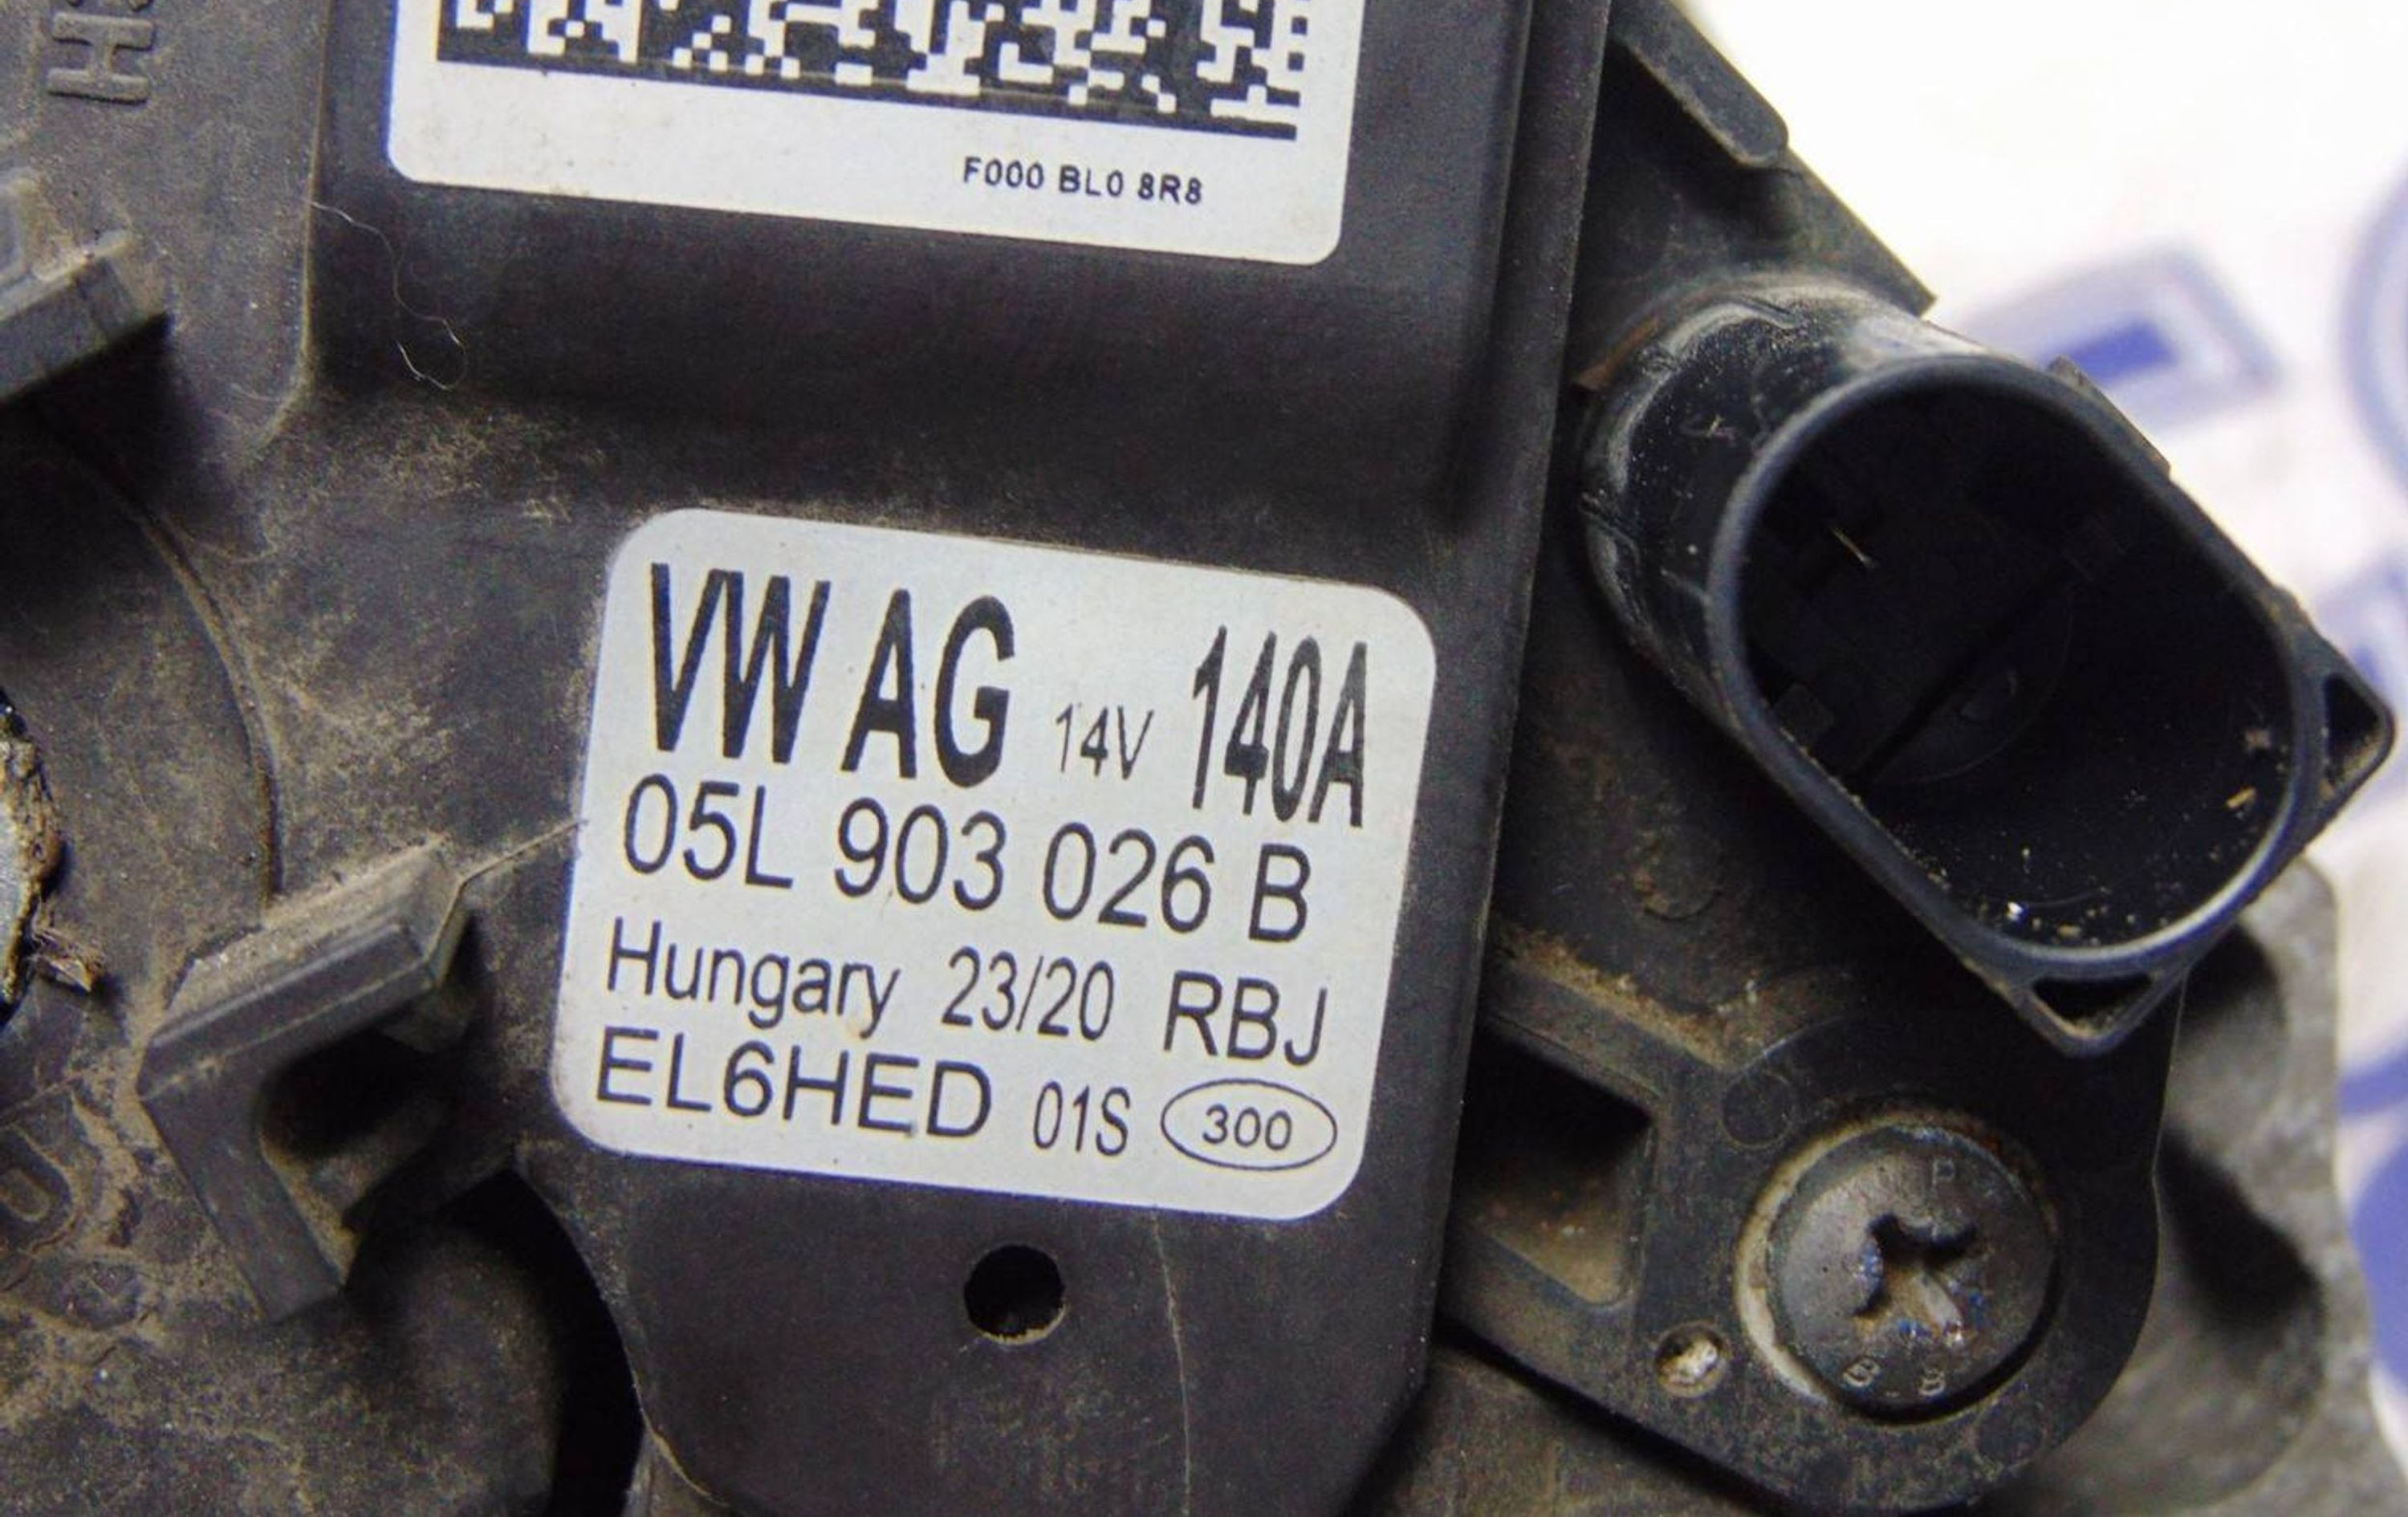 F000 BL0 8R8
VW AG 14V 140A
05L 903 026 B
Hungary 23/20 RBJ
EL6HED 01S 300